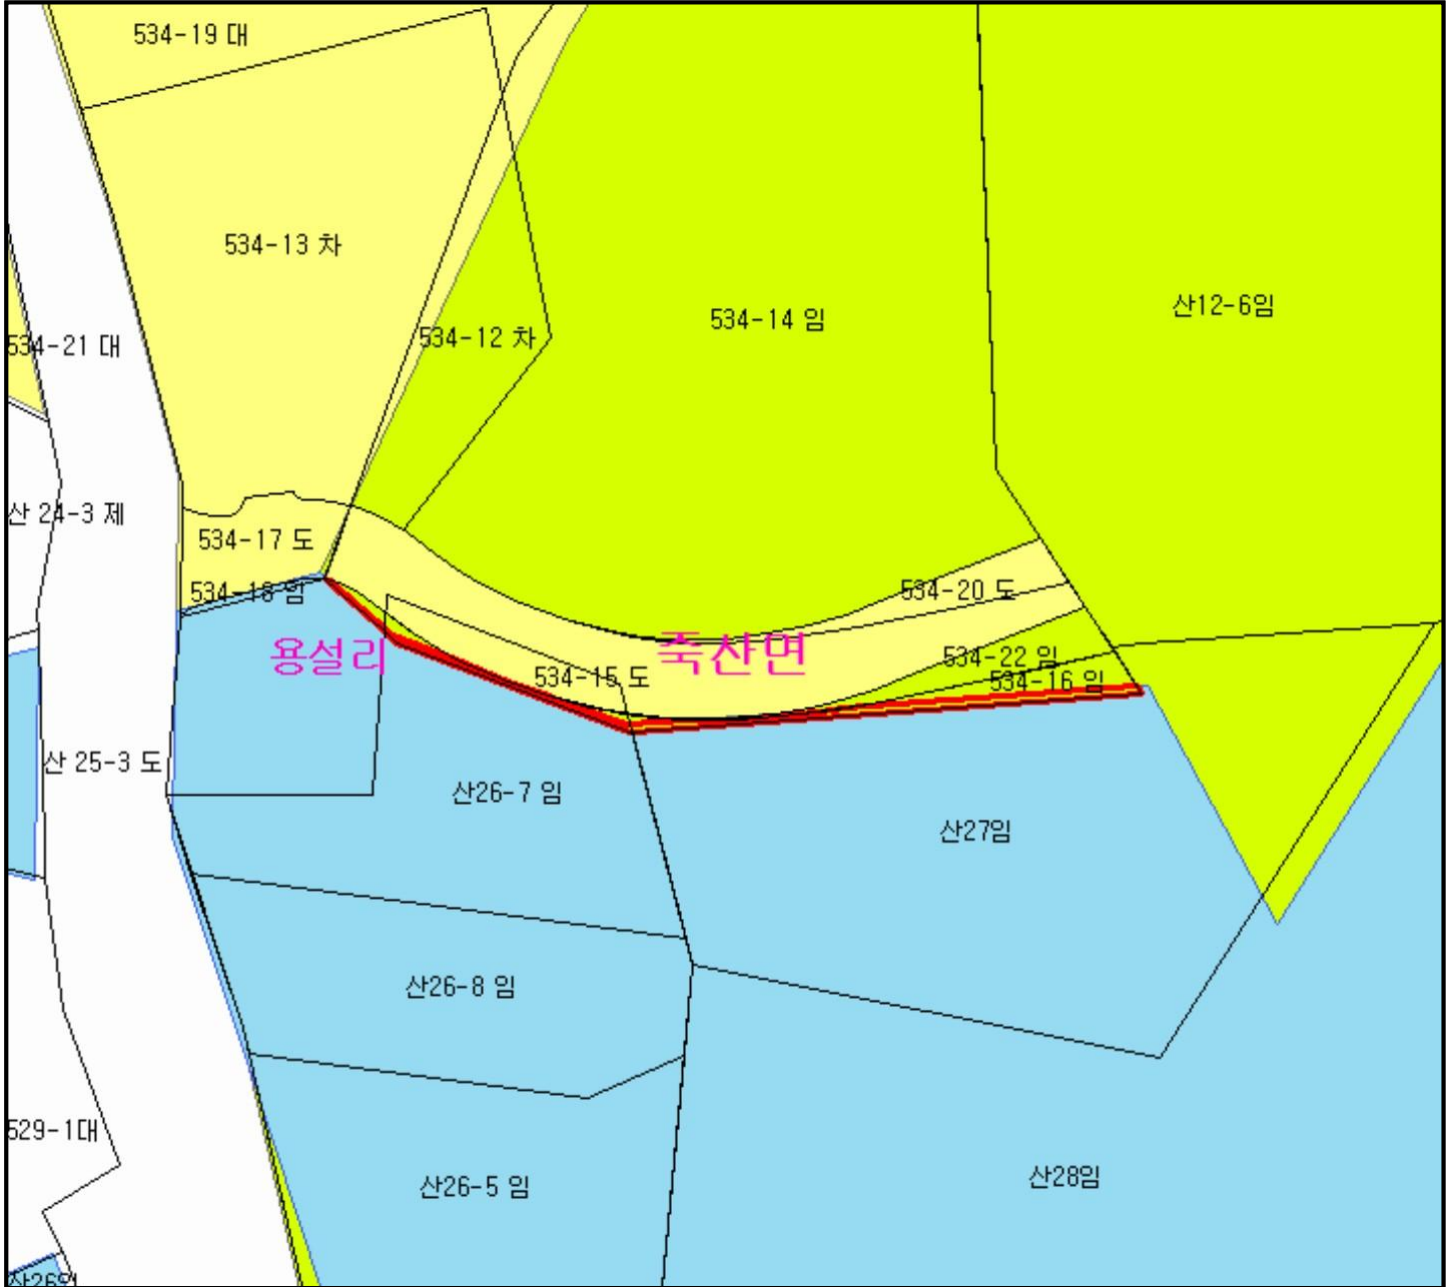 534-19 대
534-13 차
산12-6임
534-14 임
534-12 차
534-21 대
산 24-3 제
534-17 도
534-18 임
534-20 도
용설리
축산면
534-22 임
534-15 도
534-16 임
산 25-3 도
산26-7 임
산27임
산26-8 임
529-1대
산28임
산26-5 임